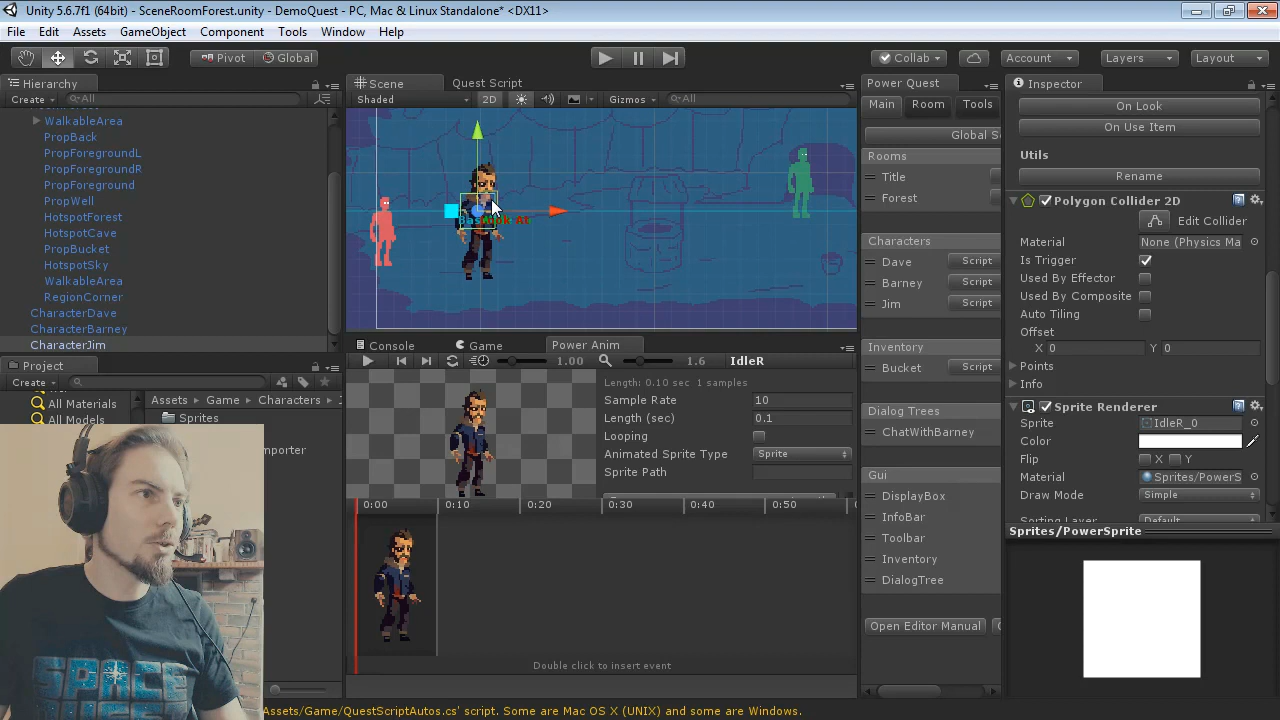 Unity 5.6.7f1 (64bit) - SceneRoomForest.unity - DemoQuest - PC, Mac & Linux Standalone* <DX11>
File Edit Assets GameObject Component Tools Window Help
Pivot Global Collab Account Layers Layout
Hierarchy
Create All
WalkableArea
PropBack
PropForegroundL
PropForegroundR
PropForeground
PropWell
HotspotForest
HotspotCave
PropBucket
HotspotSky
WalkableArea
RegionCorner
CharacterDave
CharacterBarney
CharacterJim
Project
Create
All Materials
All Models
Assets Game Characters
Sprites
Scene Quest Script
Shaded 2D Gizmos All
Look At
Console Game Power Anim
1.00 1.6 IdleR
Length: 0.10 sec 1 samples
Sample Rate 10
Length (sec) 0.1
Looping
Animated Sprite Type Sprite
Sprite Path
0:00 0:10 0:20 0:30 0:40 0:50
Double click to insert event
Power Quest
Main Room Tools
Global S
Rooms
Title
Forest
Characters
Dave Script
Barney Script
Jim Script
Inventory
Bucket Script
Dialog Trees
ChatWithBarney
Gui
DisplayBox
InfoBar
Toolbar
Inventory
DialogTree
Open Editor Manual
Inspector
On Look
On Use Item
Utils
Rename
Polygon Collider 2D
Edit Collider
Material None (Physics Ma
Is Trigger
Used By Effector
Used By Composite
Auto Tiling
Offset
X 0 Y 0
Points
Info
Sprite Renderer
Sprite IdleR_0
Color
Flip X Y
Material Sprites/PowerS
Draw Mode Simple
Sorting Layer Default
Sprites/PowerSprite
SPACE
Assets/Game/QuestScriptAutos.cs' script. Some are Mac OS X (UNIX) and some are Windows.